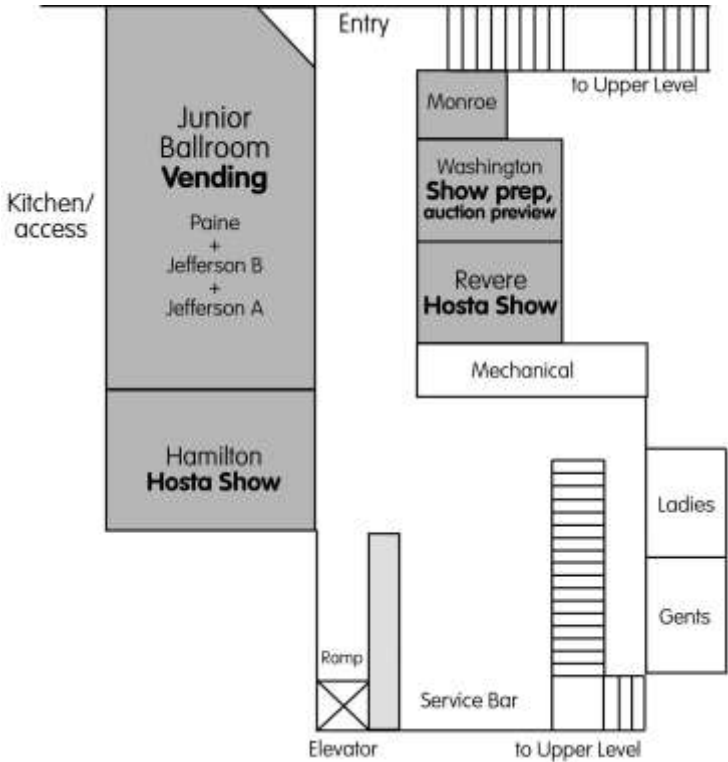 Entry
to Upper Level
Junior
Ballroom
Vending
Paine
+
Jefferson B
+
Jefferson A
Kitchen/
access
Monroe
Washington
Show prep,
auction preview
Revere
Hosta Show
Mechanical
Hamilton
Hosta Show
Ladies
Gents
Ramp
Service Bar
Elevator
to Upper Level